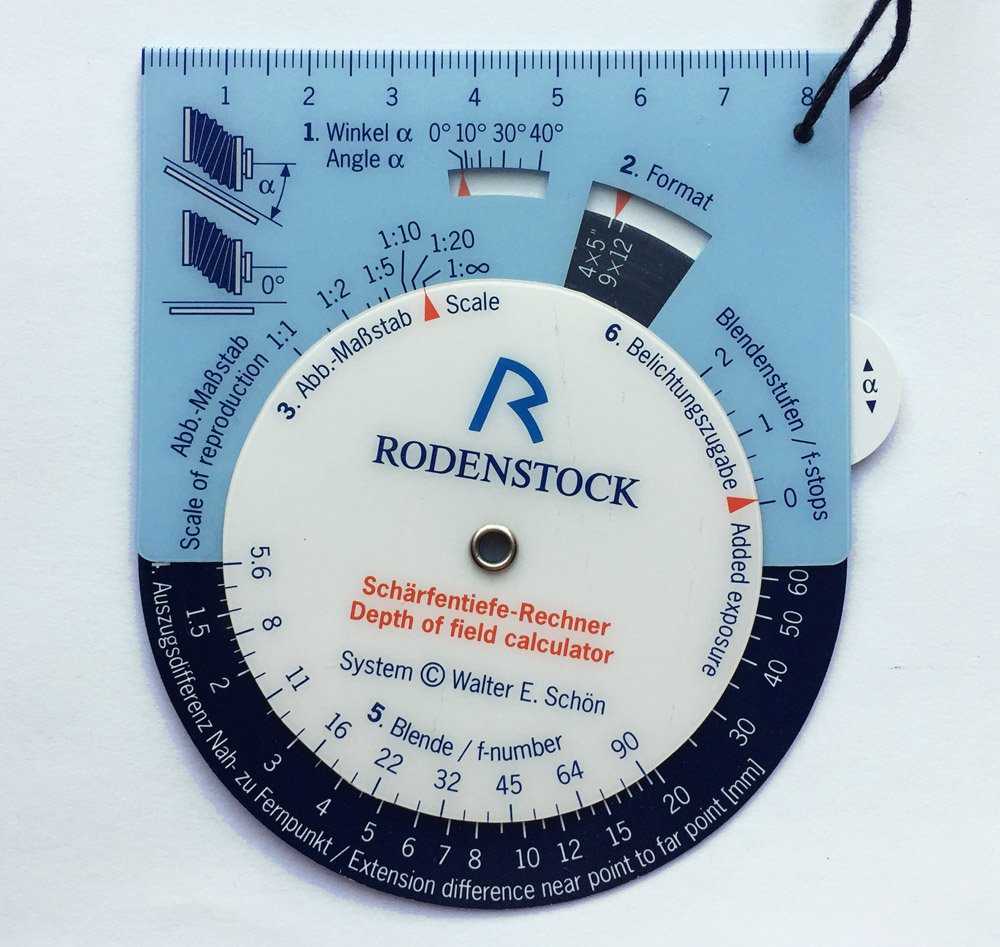 1 2 3 4 5 6 7 8
1. Winkel α 0° 10° 30° 40°
Angle α
α
0°
2. Format
4×5"
9×12
Abb.-Maßstab
Scale of reproduction 1:1 1:2 1:5 1:10 1:20 1:∞
3. Abb.-Maßstab Scale
6. Belichtungszugabe Added exposure
Blendenstufen / f-stops
2 1 0
α
RODENSTOCK
Schärfentiefe-Rechner
Depth of field calculator
System © Walter E. Schön
5. Blende / f-number
5.6 8 11 16 22 32 45 64 90
1.5 2 3 4 5 6 7 8 10 12 15 20 30 40 50 60
Auszugsdifferenz Nah- zu Fernpunkt / Extension difference near point to far point [mm]